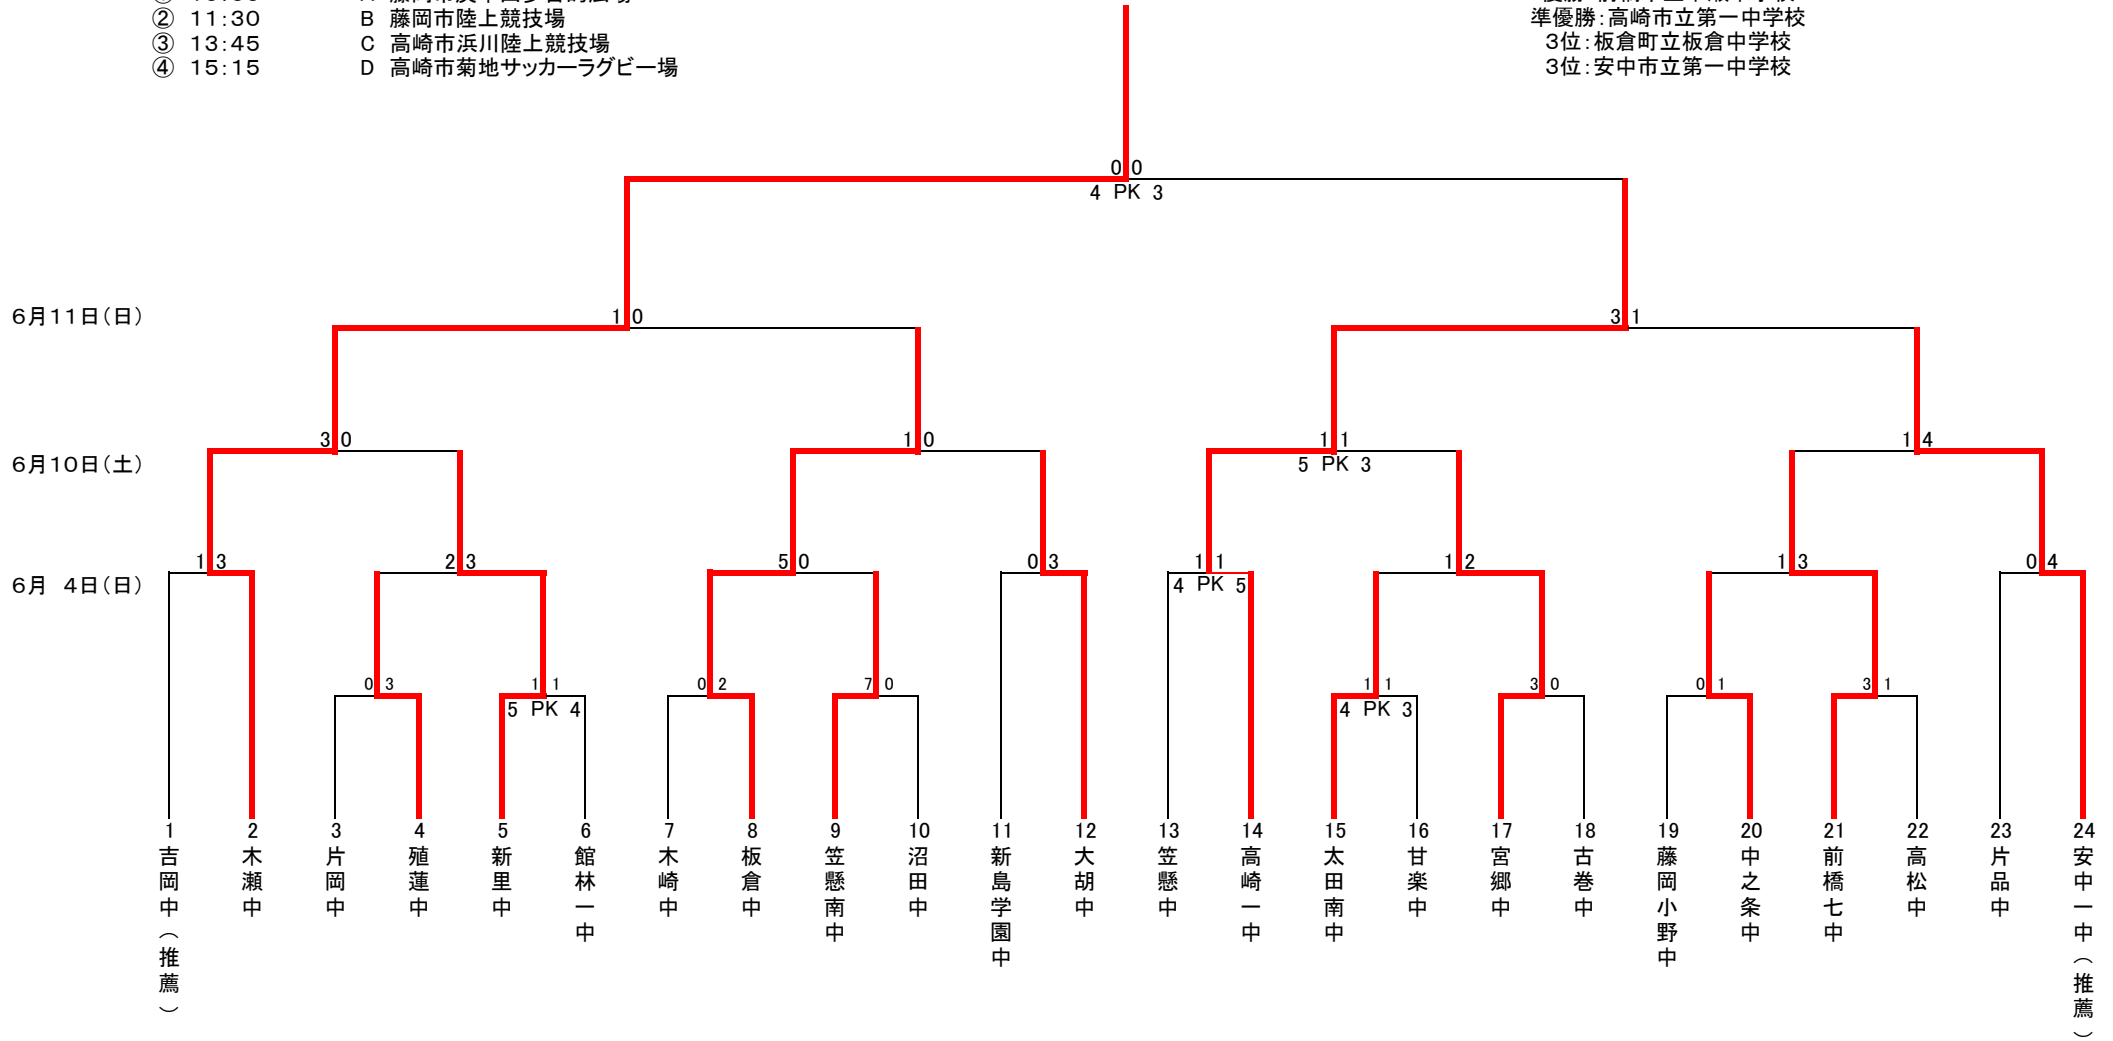 ② 11:30 B 藤岡市陸上競技場
③ 13:45 C 高崎市浜川陸上競技場
④ 15:15 D 高崎市菊地サッカーラグビー場
準優勝:高崎市立第一中学校
3位:板倉町立板倉中学校
3位:安中市立第一中学校
0 0
4 PK 3
6月11日(日)
1 0
3 1
6月10日(土)
3 0
1 0
1 1
5 PK 3
1 4
6月 4日(日)
1 3
2 3
5 0
0 3
1 1
4 PK 5
1 2
1 3
0 4
0 3
1 1
5 PK 4
0 2
7 0
1 1
4 PK 3
3 0
0 1
3 1
1 吉岡中(推薦)
2 木瀬中
3 片岡中
4 殖蓮中
5 新里中
6 館林一中
7 木崎中
8 板倉中
9 笠懸南中
10 沼田中
11 新島学園中
12 大胡中
13 笠懸中
14 高崎一中
15 太田南中
16 甘楽中
17 宮郷中
18 古巻中
19 藤岡小野中
20 中之条中
21 前橋七中
22 高松中
23 片品中
24 安中一中(推薦)